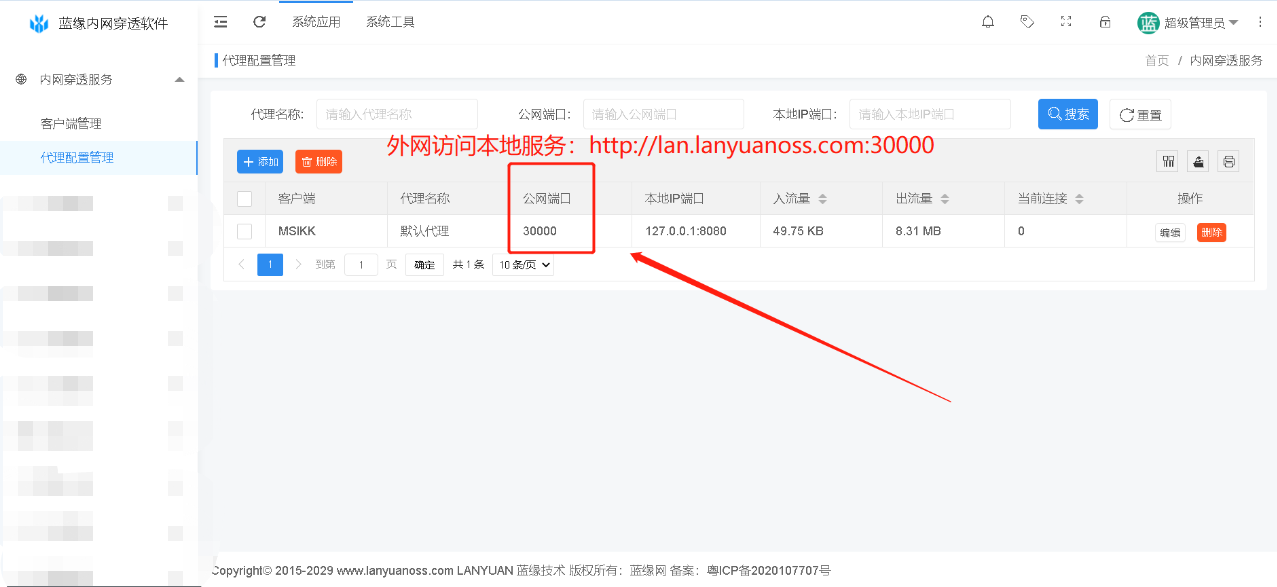 蓝缘内网穿透软件
系统应用 系统工具
蓝 超级管理员
代理配置管理
首页 / 内网穿透服务
内网穿透服务
客户端管理
代理配置管理
代理名称: 请输入代理名称 公网端口: 请输入公网端口 本地IP端口: 请输入本地IP端口 搜索 重置
外网访问本地服务：http://lan.lanyuanoss.com:30000
添加 删除
客户端 代理名称 公网端口 本地IP端口 入流量 出流量 当前连接 操作
MSIKK 默认代理 30000 127.0.0.1:8080 49.75 KB 8.31 MB 0 编辑 删除
1 到第 1 页 确定 共 1 条 10 条/页
Copyright© 2015-2029 www.lanyuanoss.com LANYUAN 蓝缘技术 版权所有：蓝缘网 备案：粤ICP备2020107707号